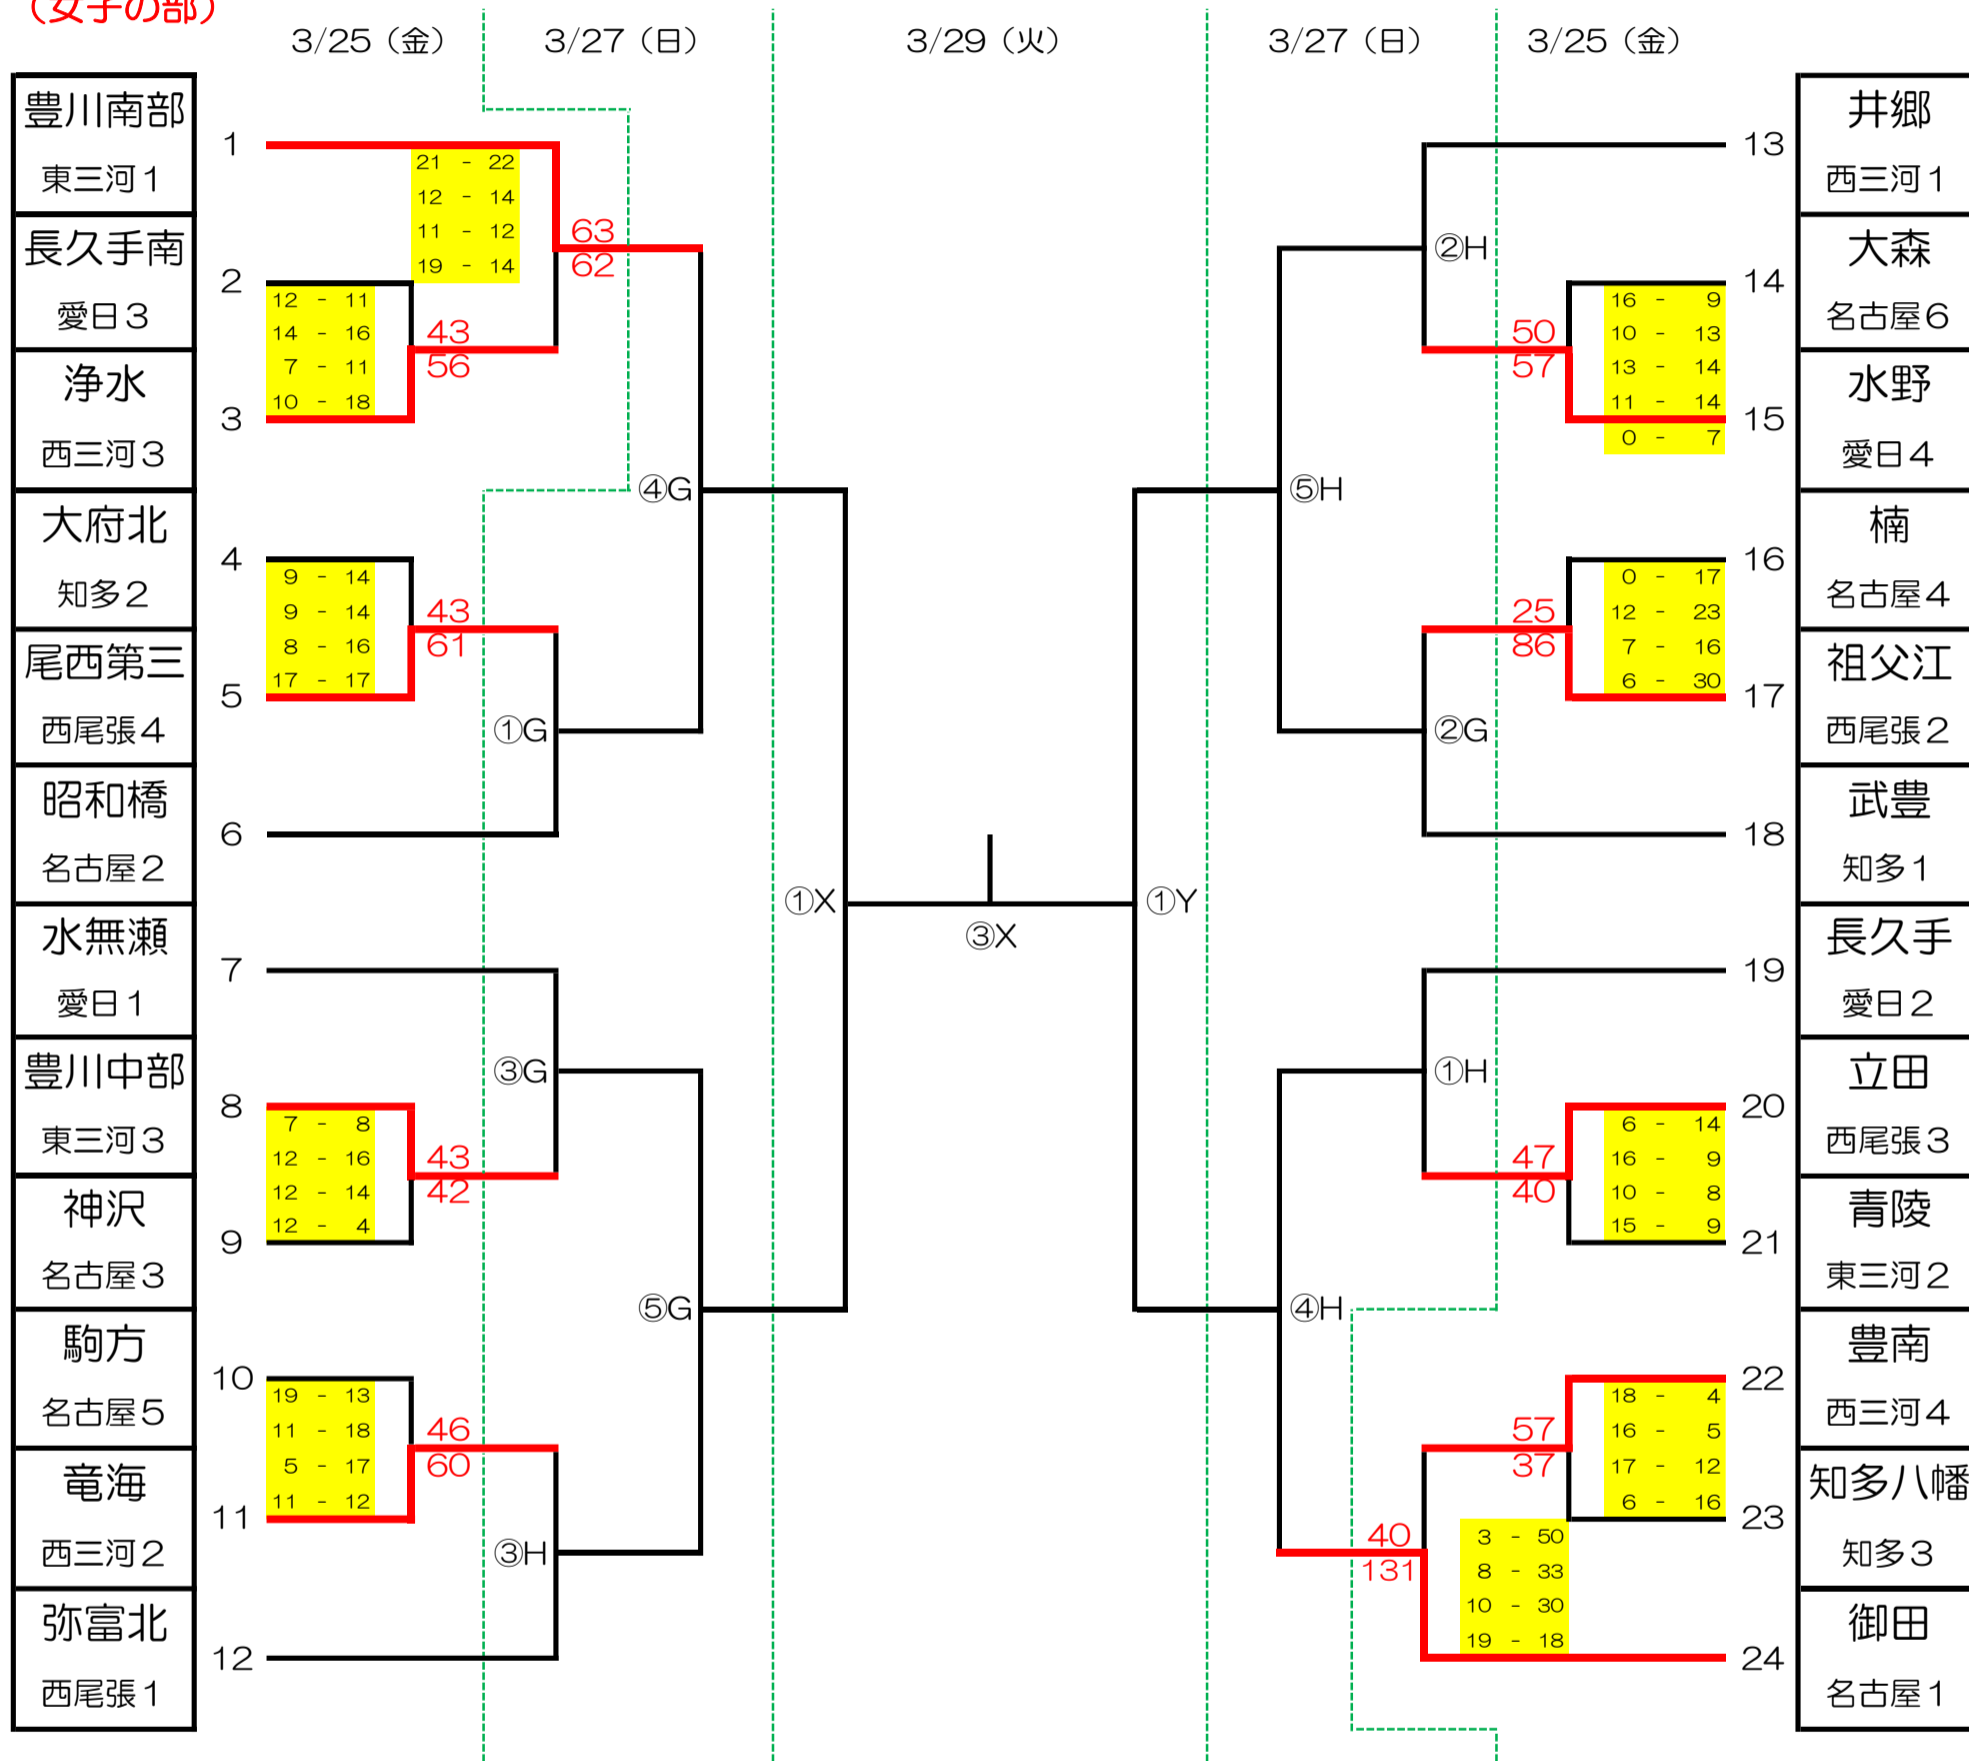 (女子の部)
3/25（金） 3/27（日） 3/29（火） 3/27（日） 3/25（金）
豊川南部
東三河1
1
長久手南
愛日3
2
浄水
西三河3
3
大府北
知多2
4
尾西第三
西尾張4
5
昭和橋
名古屋2
6
水無瀬
愛日1
7
豊川中部
東三河3
8
神沢
名古屋3
9
駒方
名古屋5
10
竜海
西三河2
11
弥富北
西尾張1
12
21 - 22
12 - 14
11 - 12
19 - 14
63
62
12 - 11
14 - 16
7 - 11
10 - 18
43
56
9 - 14
9 - 14
8 - 16
17 - 17
43
61
7 - 8
12 - 16
12 - 14
12 - 4
43
42
19 - 13
11 - 18
5 - 17
11 - 12
46
60
④G
①G
③G
⑤G
③H
①X
③X
①Y
②H
⑤H
②G
①H
④H
16 - 9
10 - 13
13 - 14
11 - 14
0 - 7
50
57
0 - 17
12 - 23
7 - 16
6 - 30
25
86
6 - 14
16 - 9
10 - 8
15 - 9
47
40
18 - 4
16 - 5
17 - 12
6 - 16
57
37
3 - 50
8 - 33
10 - 30
19 - 18
40
131
13
井郷
西三河1
14
大森
名古屋6
15
水野
愛日4
16
楠
名古屋4
17
祖父江
西尾張2
18
武豊
知多1
19
長久手
愛日2
20
立田
西尾張3
21
青陵
東三河2
22
豊南
西三河4
23
知多八幡
知多3
24
御田
名古屋1